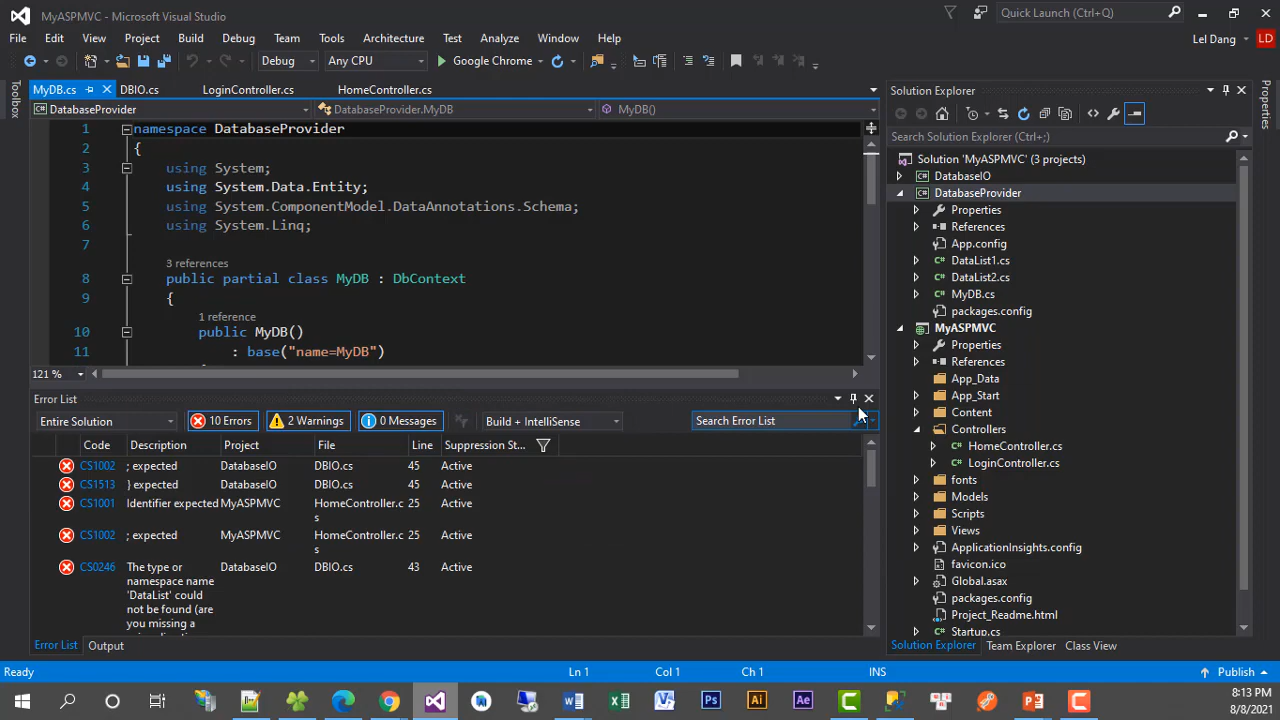 MyASPMVC - Microsoft Visual Studio
Quick Launch (Ctrl+Q)
File Edit View Project Build Debug Team Tools Architecture Test Analyze Window Help
Lel Dang LD
Debug Any CPU Google Chrome
Toolbox
MyDB.cs DBIO.cs LoginController.cs HomeController.cs
DatabaseProvider DatabaseProvider.MyDB MyDB()
1 namespace DatabaseProvider
2 {
3 using System;
4 using System.Data.Entity;
5 using System.ComponentModel.DataAnnotations.Schema;
6 using System.Linq;
7
3 references
8 public partial class MyDB : DbContext
9 {
1 reference
10 public MyDB()
11 : base("name=MyDB")
121 %
Error List
Entire Solution 10 Errors 2 Warnings 0 Messages Build + IntelliSense Search Error List
Code Description Project File Line Suppression St...
CS1002 ; expected DatabaseIO DBIO.cs 45 Active
CS1513 } expected DatabaseIO DBIO.cs 45 Active
CS1001 Identifier expected MyASPMVC HomeController.c 25 Active
s
CS1002 ; expected MyASPMVC HomeController.c 25 Active
s
CS0246 The type or DatabaseIO DBIO.cs 43 Active
namespace name
'DataList' could
not be found (are
you missing a
Error List Output
Solution Explorer
Search Solution Explorer (Ctrl+;)
Solution 'MyASPMVC' (3 projects)
DatabaseIO
DatabaseProvider
Properties
References
App.config
DataList1.cs
DataList2.cs
MyDB.cs
packages.config
MyASPMVC
Properties
References
App_Data
App_Start
Content
Controllers
HomeController.cs
LoginController.cs
fonts
Models
Scripts
Views
ApplicationInsights.config
favicon.ico
Global.asax
packages.config
Project_Readme.html
Startup.cs
Solution Explorer Team Explorer Class View
Properties
Ready Ln 1 Col 1 Ch 1 INS Publish
8:13 PM
8/8/2021